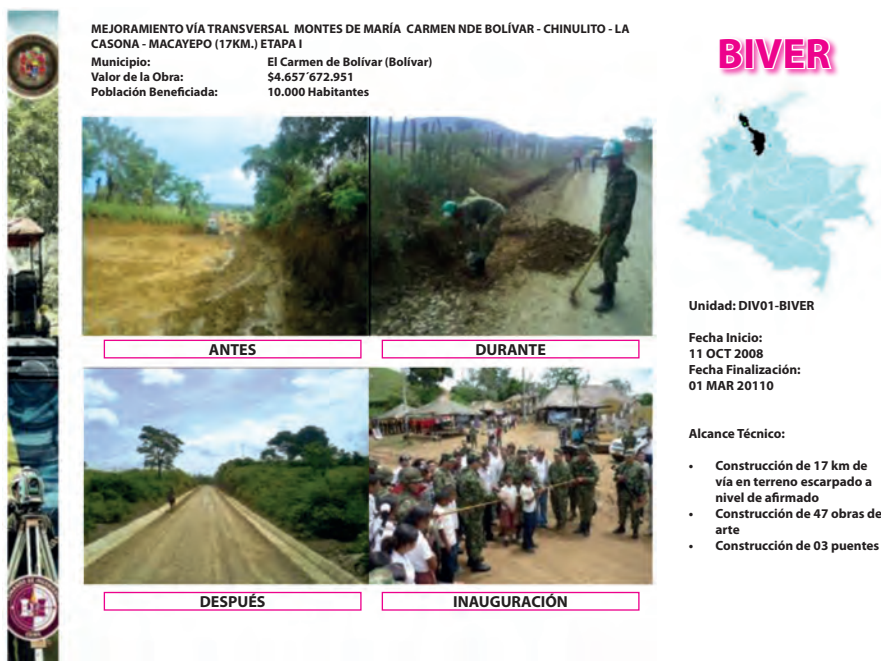 MEJORAMIENTO VÍA TRANSVERSAL MONTES DE MARÍA CARMEN NDE BOLÍVAR - CHINULITO - LA
CASONA - MACAYEPO (17KM.) ETAPA I
Municipio: El Carmen de Bolívar (Bolívar)
Valor de la Obra: $4.657´672.951
Población Beneficiada: 10.000 Habitantes
ANTES
DURANTE
DESPUÉS
INAUGURACIÓN
BIVER
Unidad: DIV01-BIVER
Fecha Inicio:
11 OCT 2008
Fecha Finalización:
01 MAR 20110
Alcance Técnico:
• Construcción de 17 km de
vía en terreno escarpado a
nivel de afirmado
• Construcción de 47 obras de
arte
• Construcción de 03 puentes